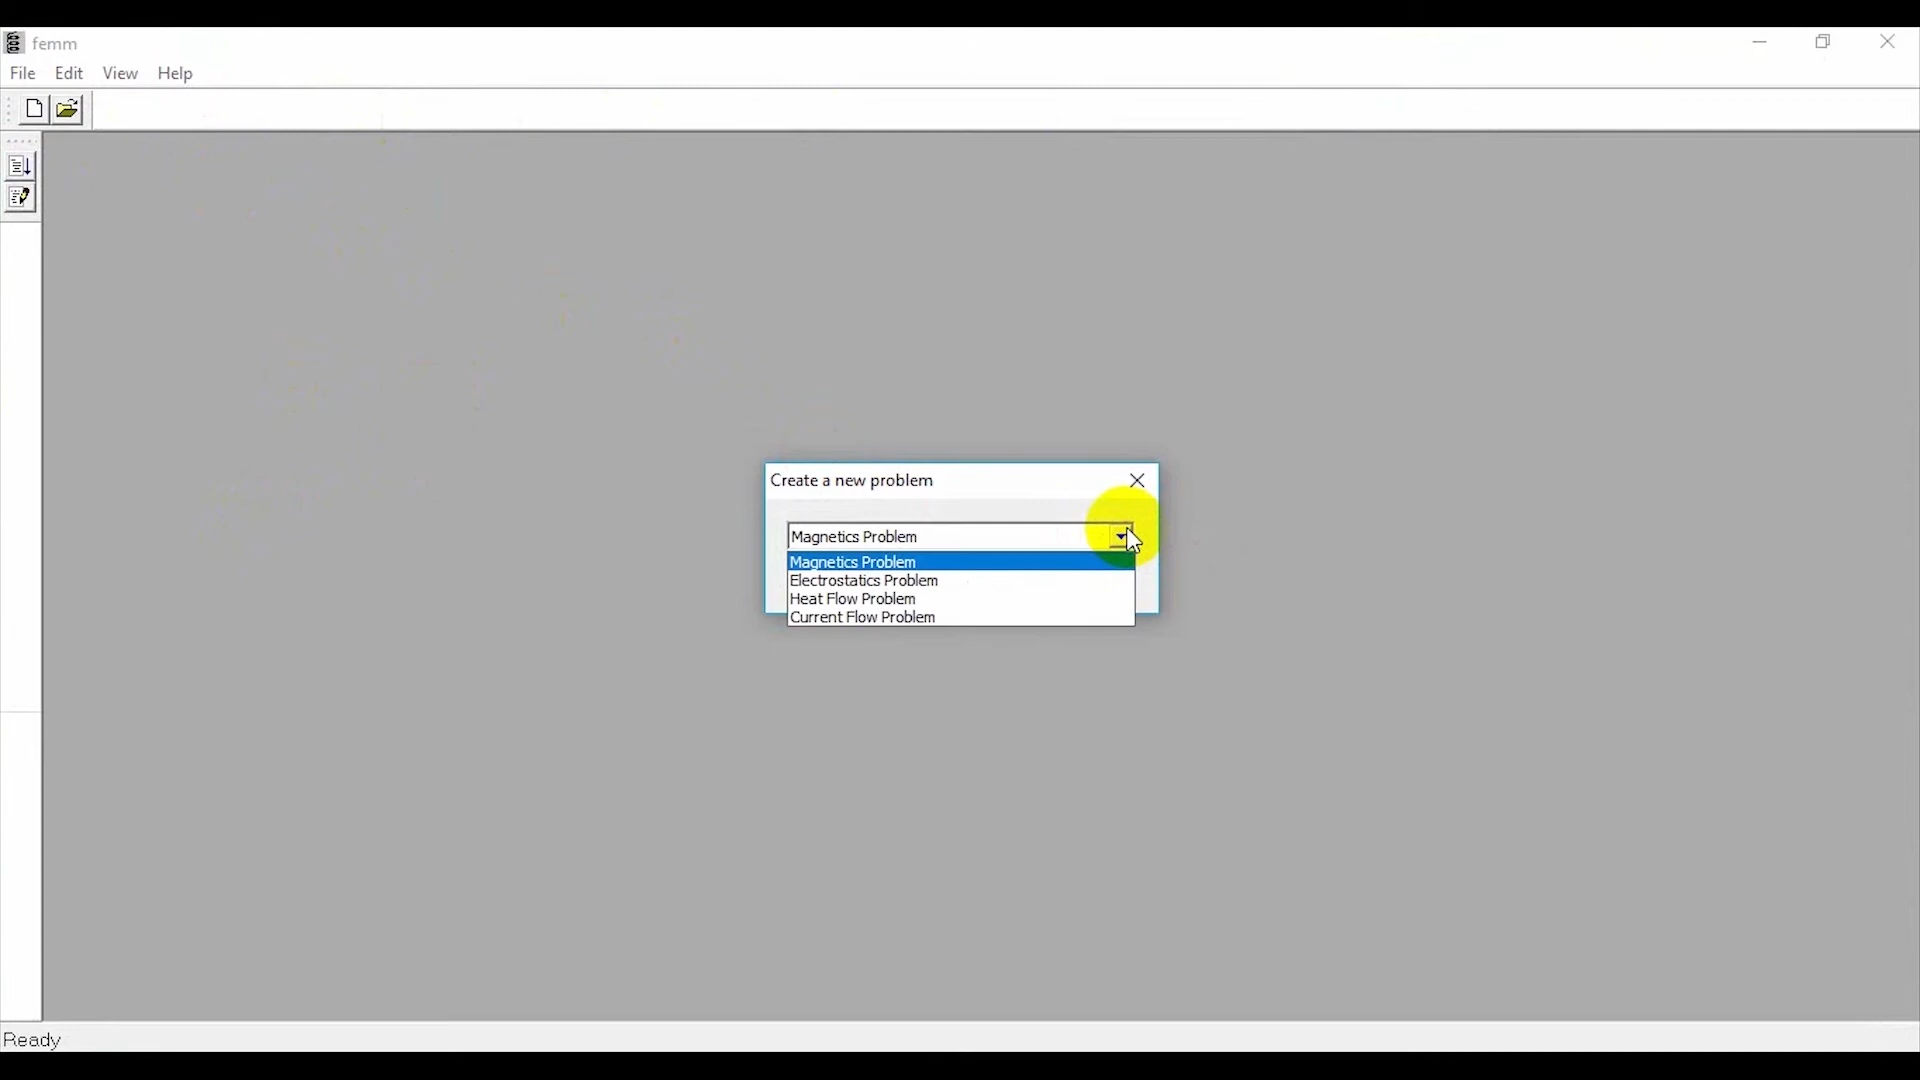 femm
File Edit View Help
Create a new problem
Magnetics Problem
Magnetics Problem
Electrostatics Problem
Heat Flow Problem
Current Flow Problem
Ready